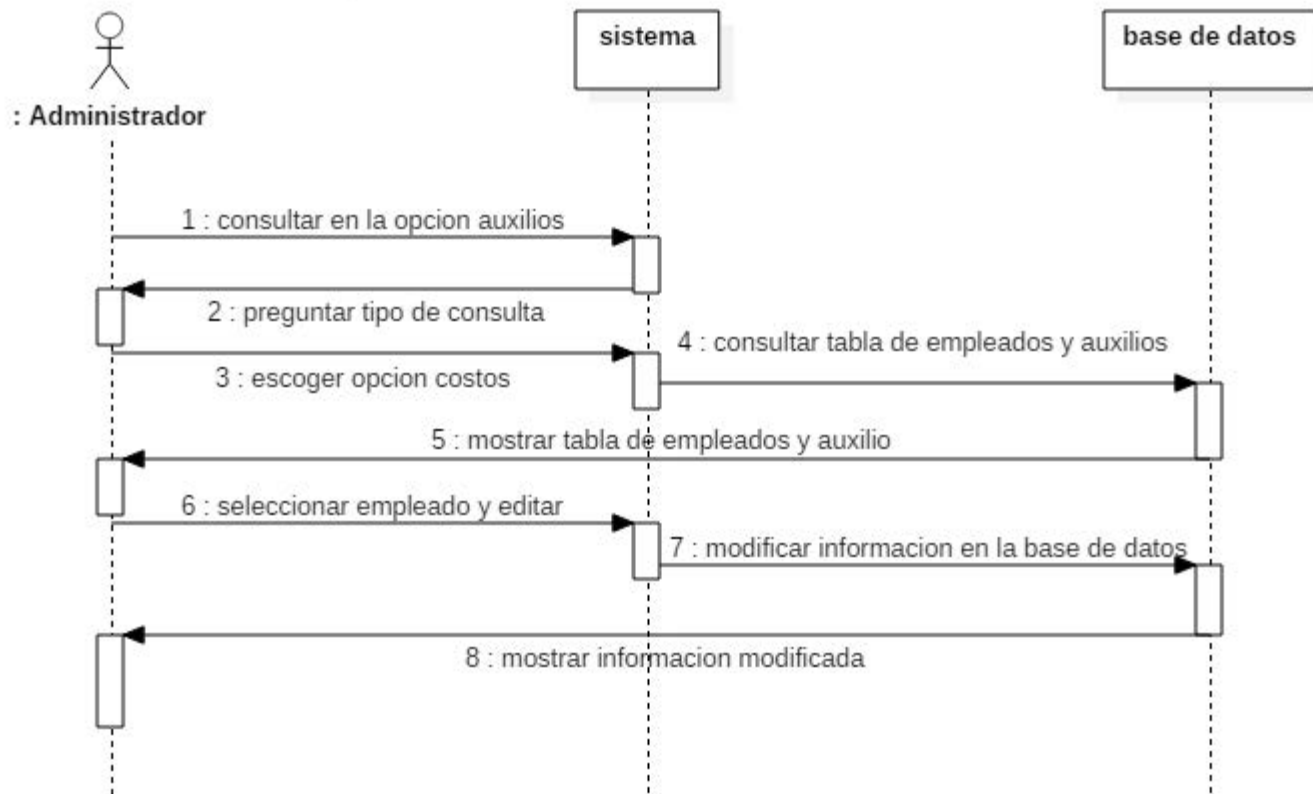 sistema
base de datos
: Administrador
1 : consultar en la opcion auxilios
2 : preguntar tipo de consulta
3 : escoger opcion costos
4 : consultar tabla de empleados y auxilios
5 : mostrar tabla de empleados y auxilio
6 : seleccionar empleado y editar
7 : modificar informacion en la base de datos
8 : mostrar informacion modificada